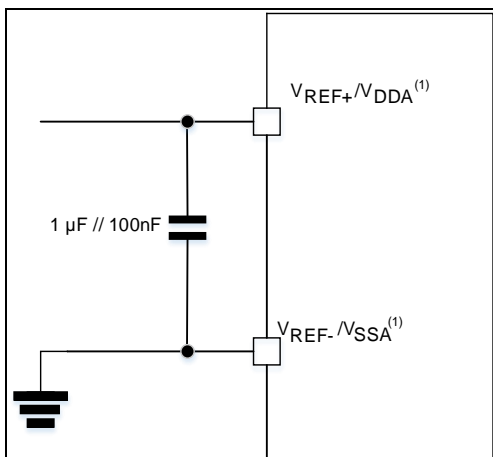 VREF+/VDDA(1)
1 µF // 100nF
VREF-/VSSA(1)